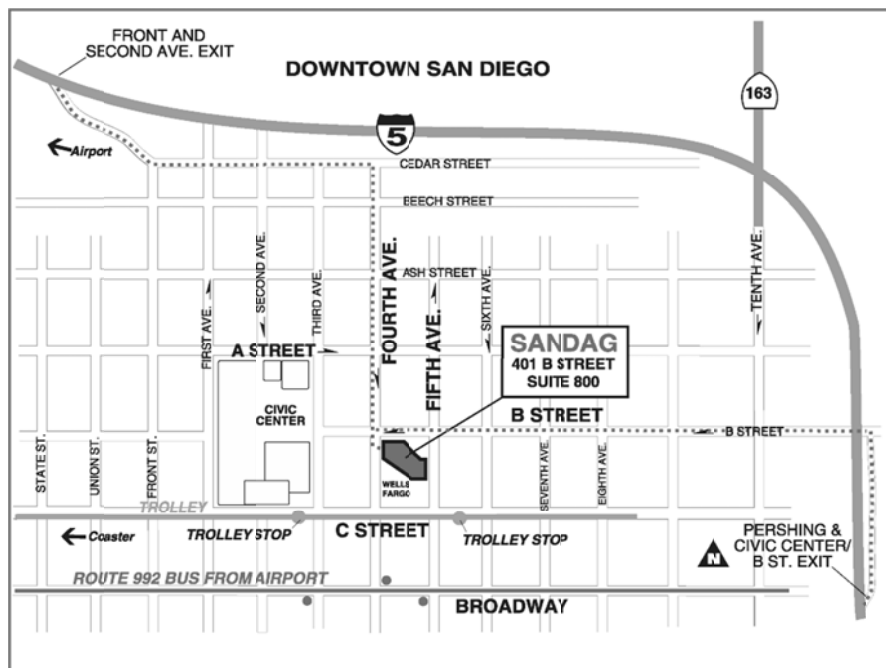 FRONT AND
SECOND AVE. EXIT
DOWNTOWN SAN DIEGO
163
5
Airport
CEDAR STREET
BEECH STREET
ASH STREET
FIRST AVE.
SECOND AVE.
THIRD AVE.
FOURTH AVE.
FIFTH AVE.
SIXTH AVE.
TENTH AVE.
A STREET
SANDAG
401 B STREET
SUITE 800
CIVIC
CENTER
B STREET
B STREET
STATE ST.
UNION ST.
FRONT ST.
WELLS
FARGO
SEVENTH AVE.
EIGHTH AVE.
TROLLEY
Coaster
TROLLEY STOP
C STREET
TROLLEY STOP
PERSHING &
CIVIC CENTER/
B ST. EXIT
N
ROUTE 992 BUS FROM AIRPORT
BROADWAY